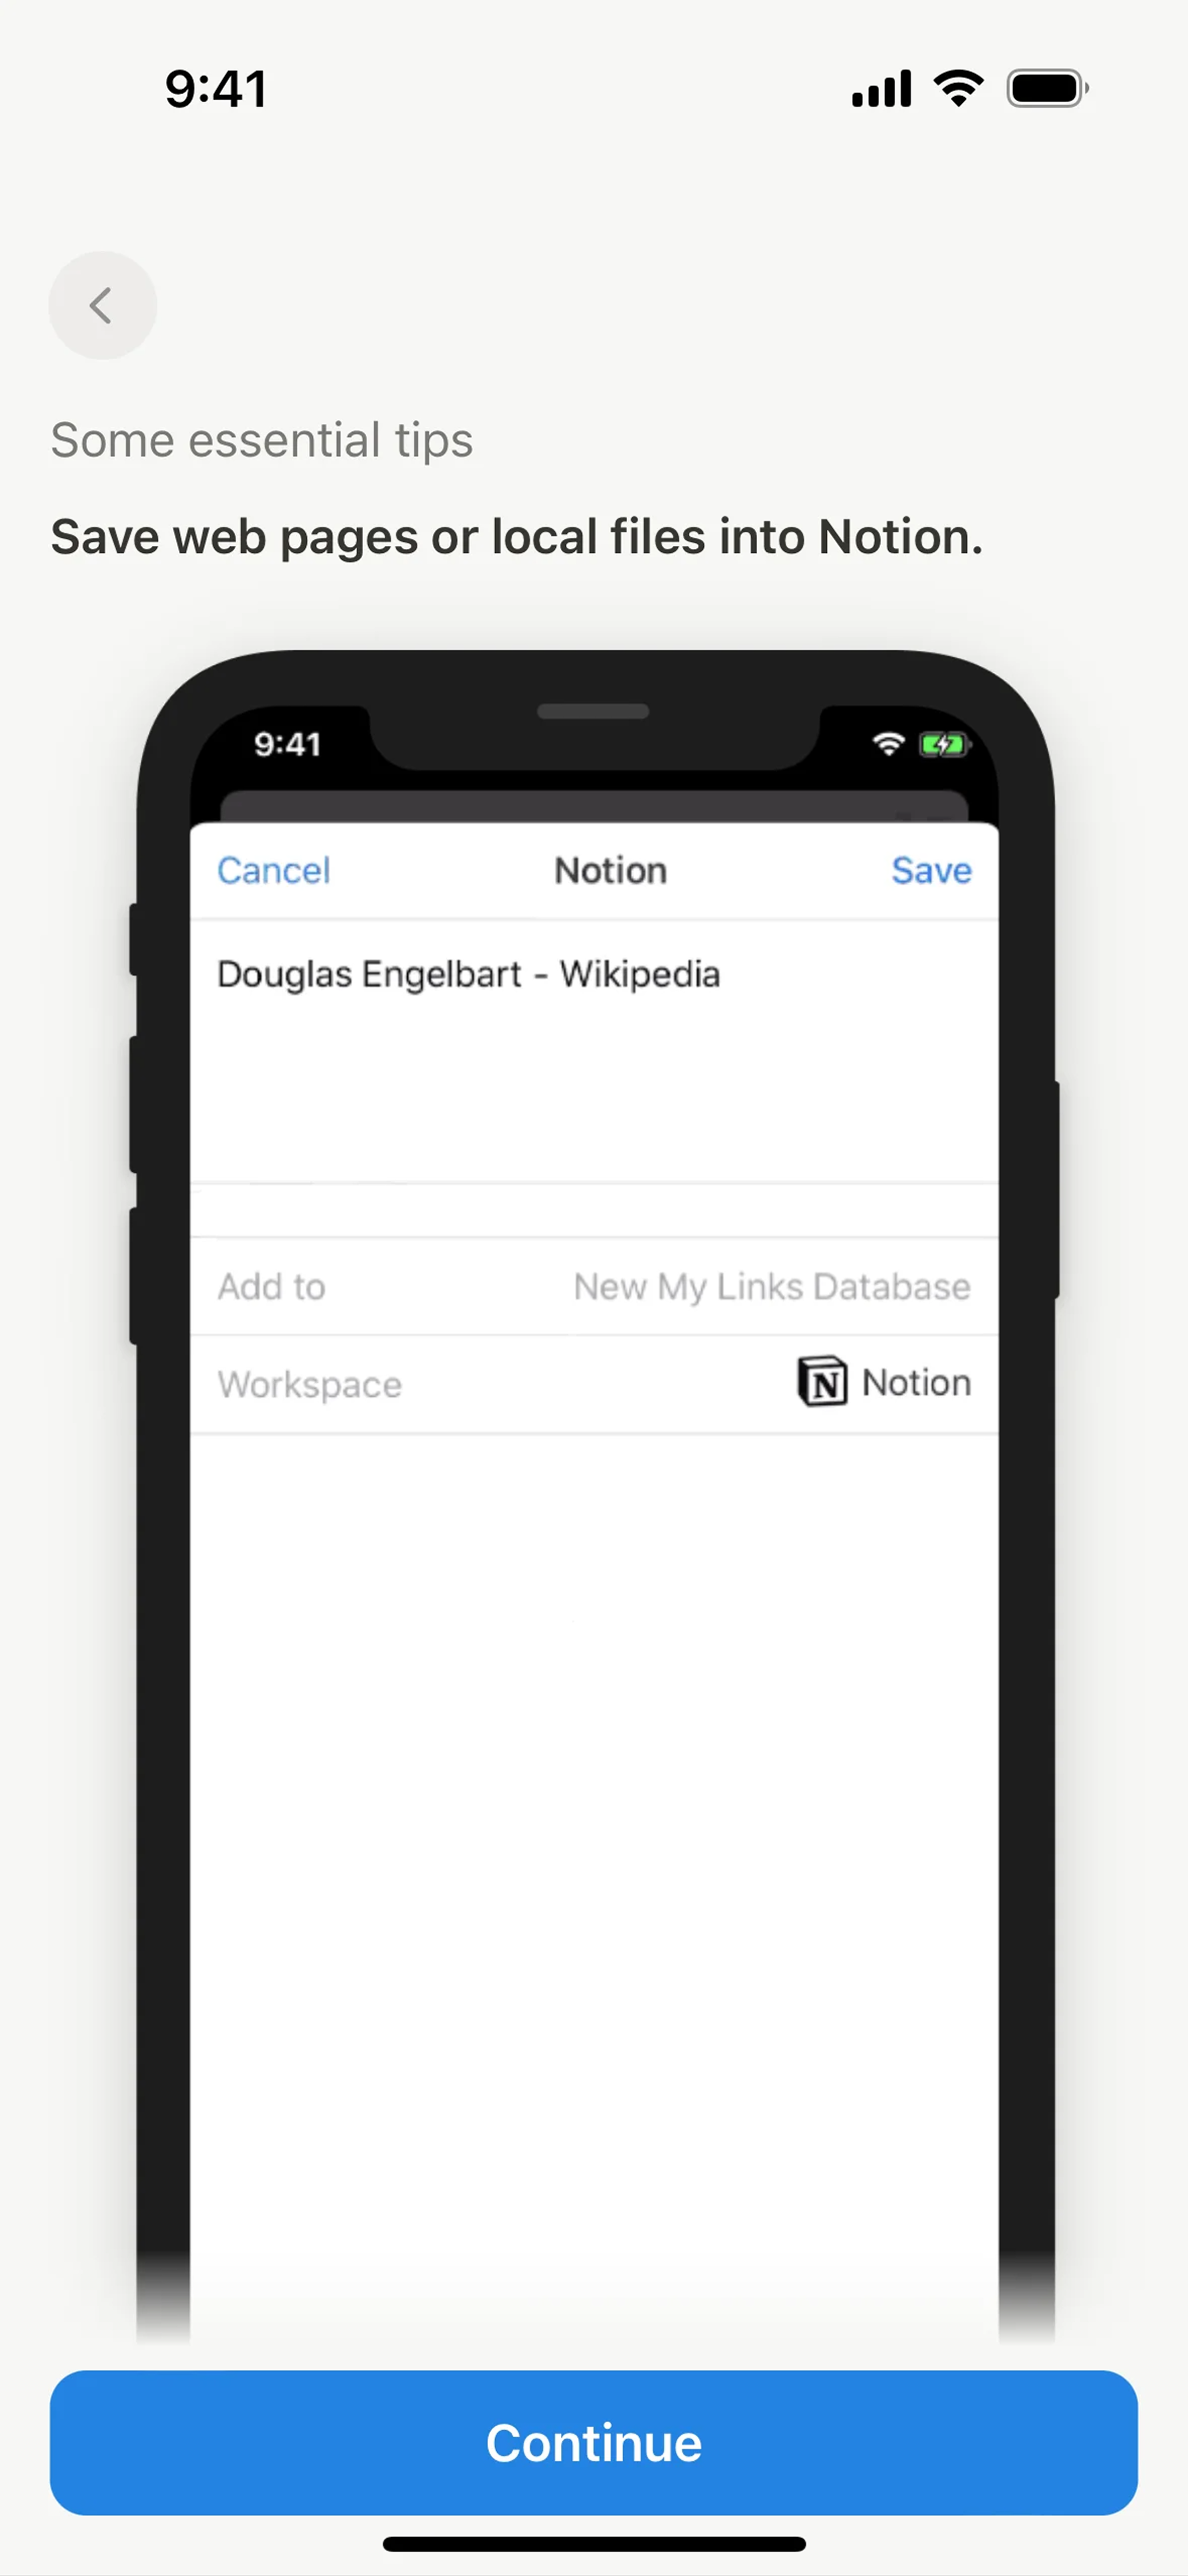 9:41
Some essential tips
Save web pages or local files into Notion.
9:41
Cancel Notion Save
Douglas Engelbart - Wikipedia
Add to New My Links Database
Workspace N Notion
Continue